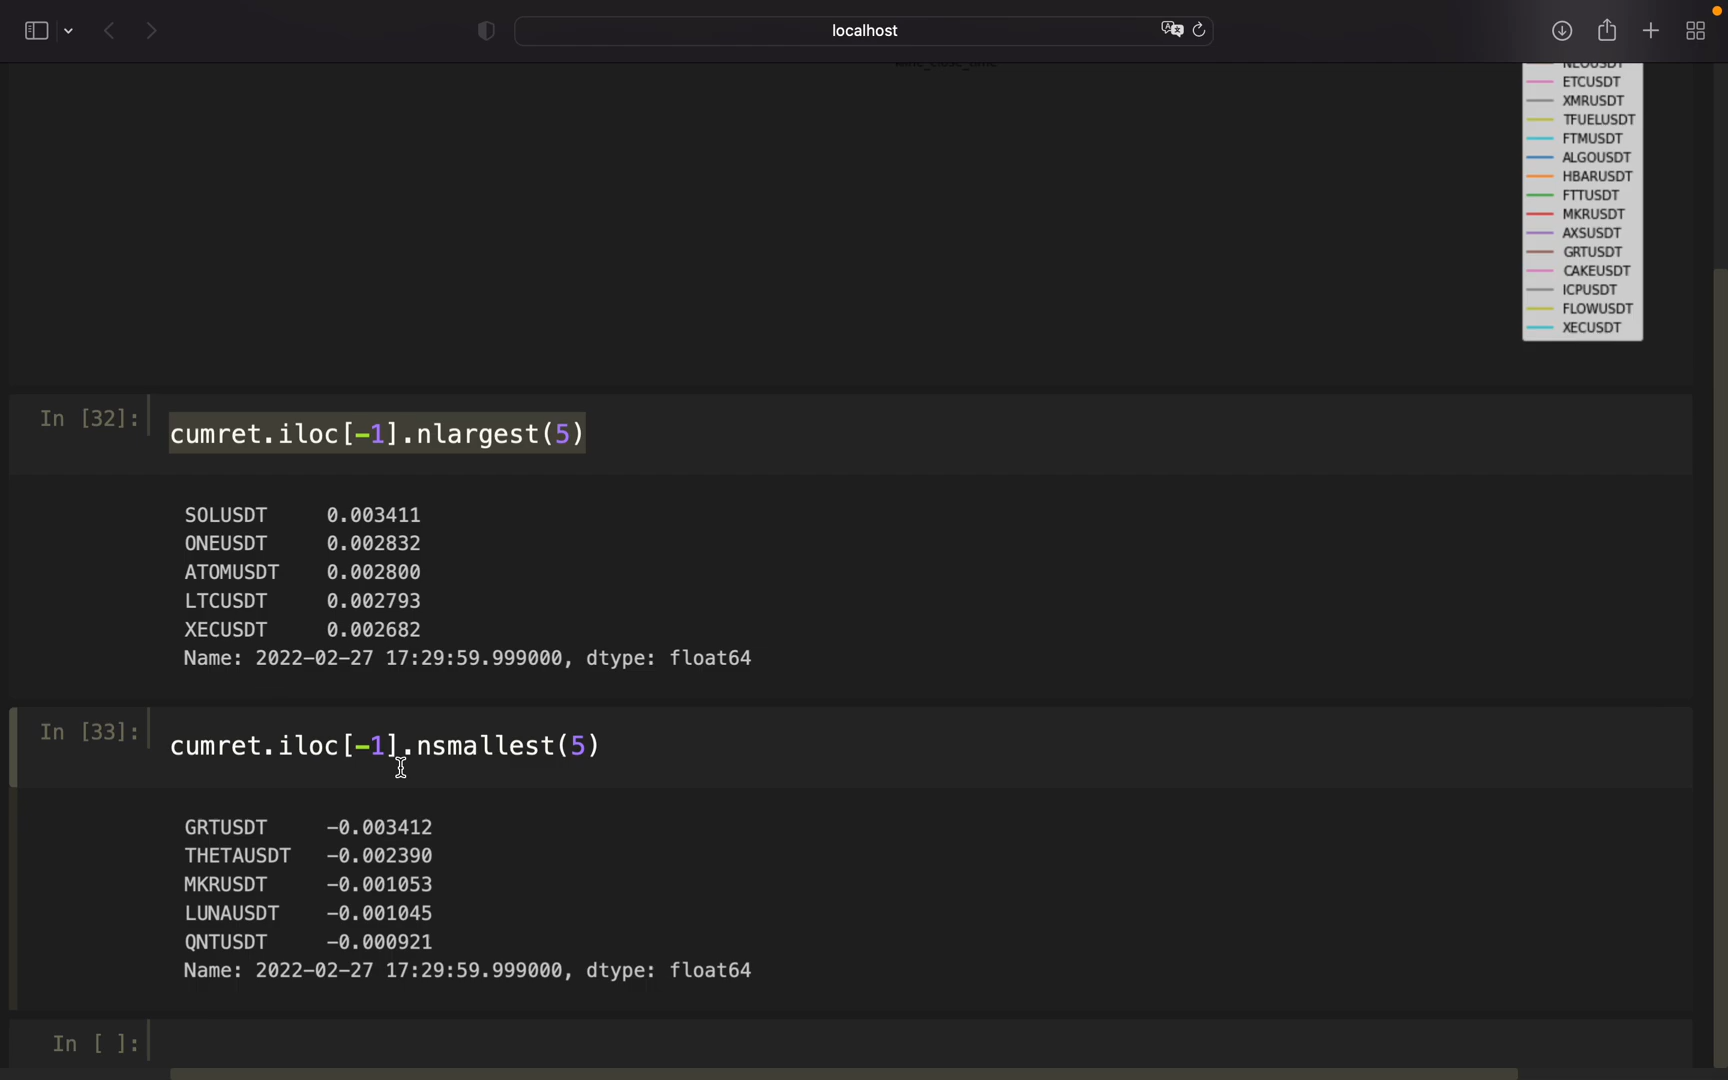 localhost
ETCUSDT
XMRUSDT
TFUELUSDT
FTMUSDT
ALGOUSDT
HBARUSDT
FTTUSDT
MKRUSDT
AXSUSDT
GRTUSDT
CAKEUSDT
ICPUSDT
FLOWUSDT
XECUSDT
In [32]: cumret.iloc[-1].nlargest(5)
SOLUSDT 0.003411
ONEUSDT 0.002832
ATOMUSDT 0.002800
LTCUSDT 0.002793
XECUSDT 0.002682
Name: 2022-02-27 17:29:59.999000, dtype: float64
In [33]: cumret.iloc[-1].nsmallest(5)
GRTUSDT -0.003412
THETAUSDT -0.002390
MKRUSDT -0.001053
LUNAUSDT -0.001045
QNTUSDT -0.000921
Name: 2022-02-27 17:29:59.999000, dtype: float64
In [ ]: